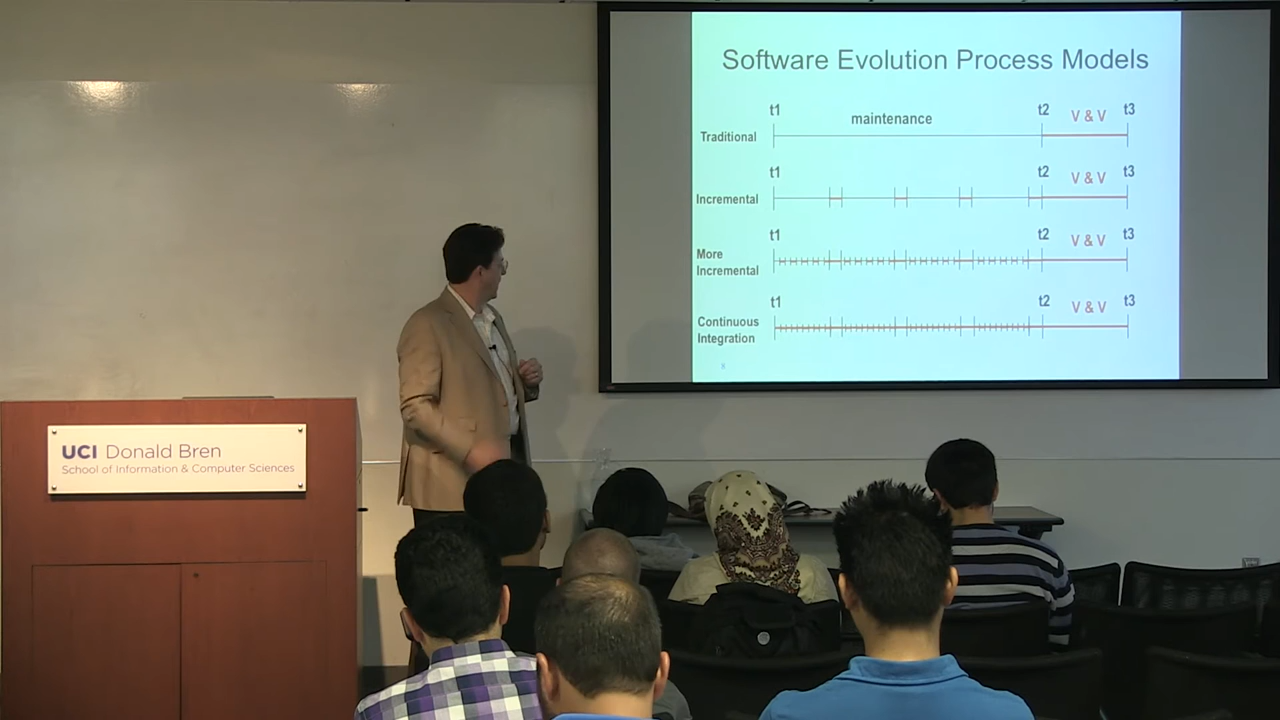 Software Evolution Process Models
t1 maintenance t2 V & V t3
Traditional
t1 t2 V & V t3
Incremental
t1 t2 V & V t3
More
Incremental
t1 t2 V & V t3
Continuous
Integration
8
UCI Donald Bren
School of Information & Computer Sciences